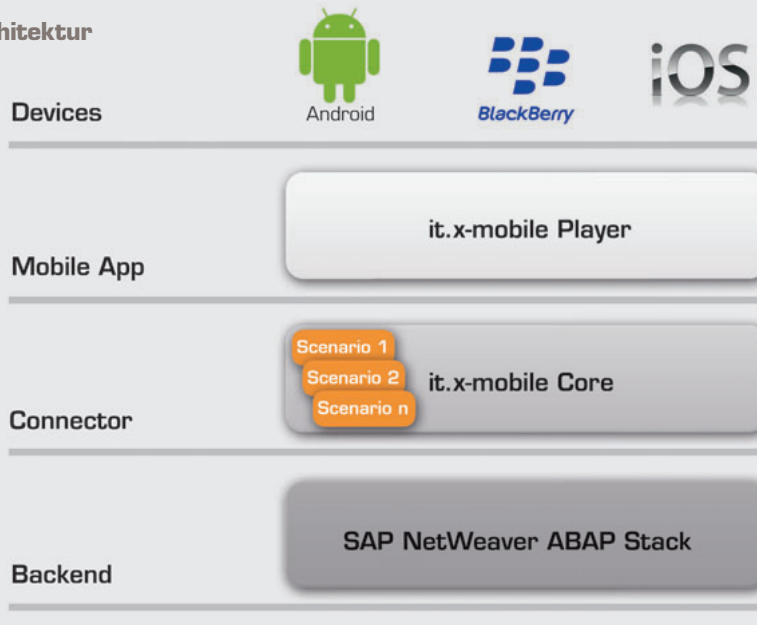 hitektur
iOS
Devices
Android
BlackBerry
it.x-mobile Player
Mobile App
Scenario 1
Scenario 2
it.x-mobile Core
Scenario n
Connector
SAP NetWeaver ABAP Stack
Backend